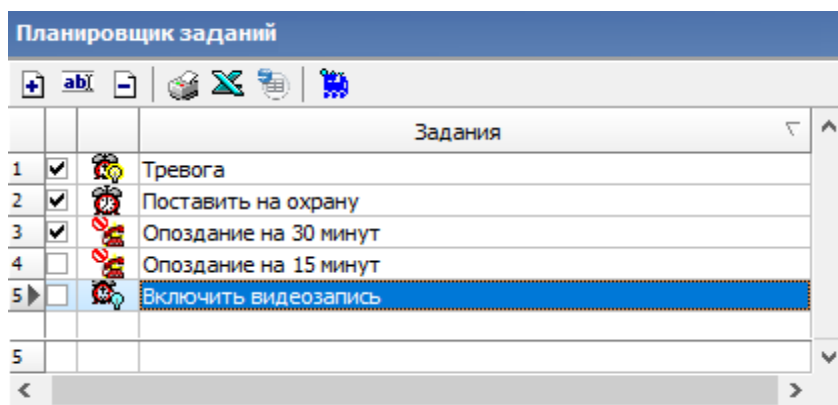 Планировщик заданий
abI
Задания
1 Тревога
2 Поставить на охрану
3 Опоздание на 30 минут
4 Опоздание на 15 минут
5 Включить видеозапись
5